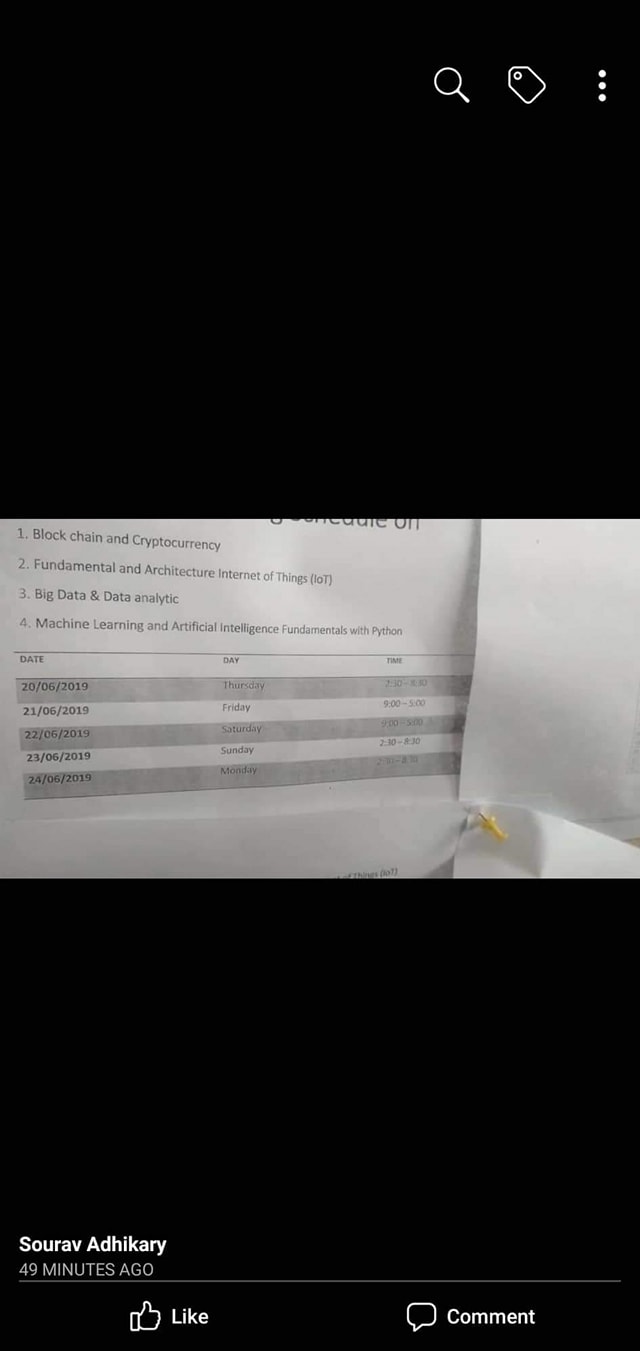 Schedule on
1. Block chain and Cryptocurrency
2. Fundamental and Architecture Internet of Things (IoT)
3. Big Data & Data analytic
4. Machine Learning and Artificial Intelligence Fundamentals with Python
DATE DAY TIME
20/06/2019 Thursday 2:30 – 8:30
21/06/2019 Friday 9:00 – 5:00
22/06/2019 Saturday 9:00 – 5:00
23/06/2019 Sunday 2:30 – 8:30
24/06/2019 Monday 2:30 – 8:30
of Things (IoT)
Sourav Adhikary
49 MINUTES AGO
Like Comment